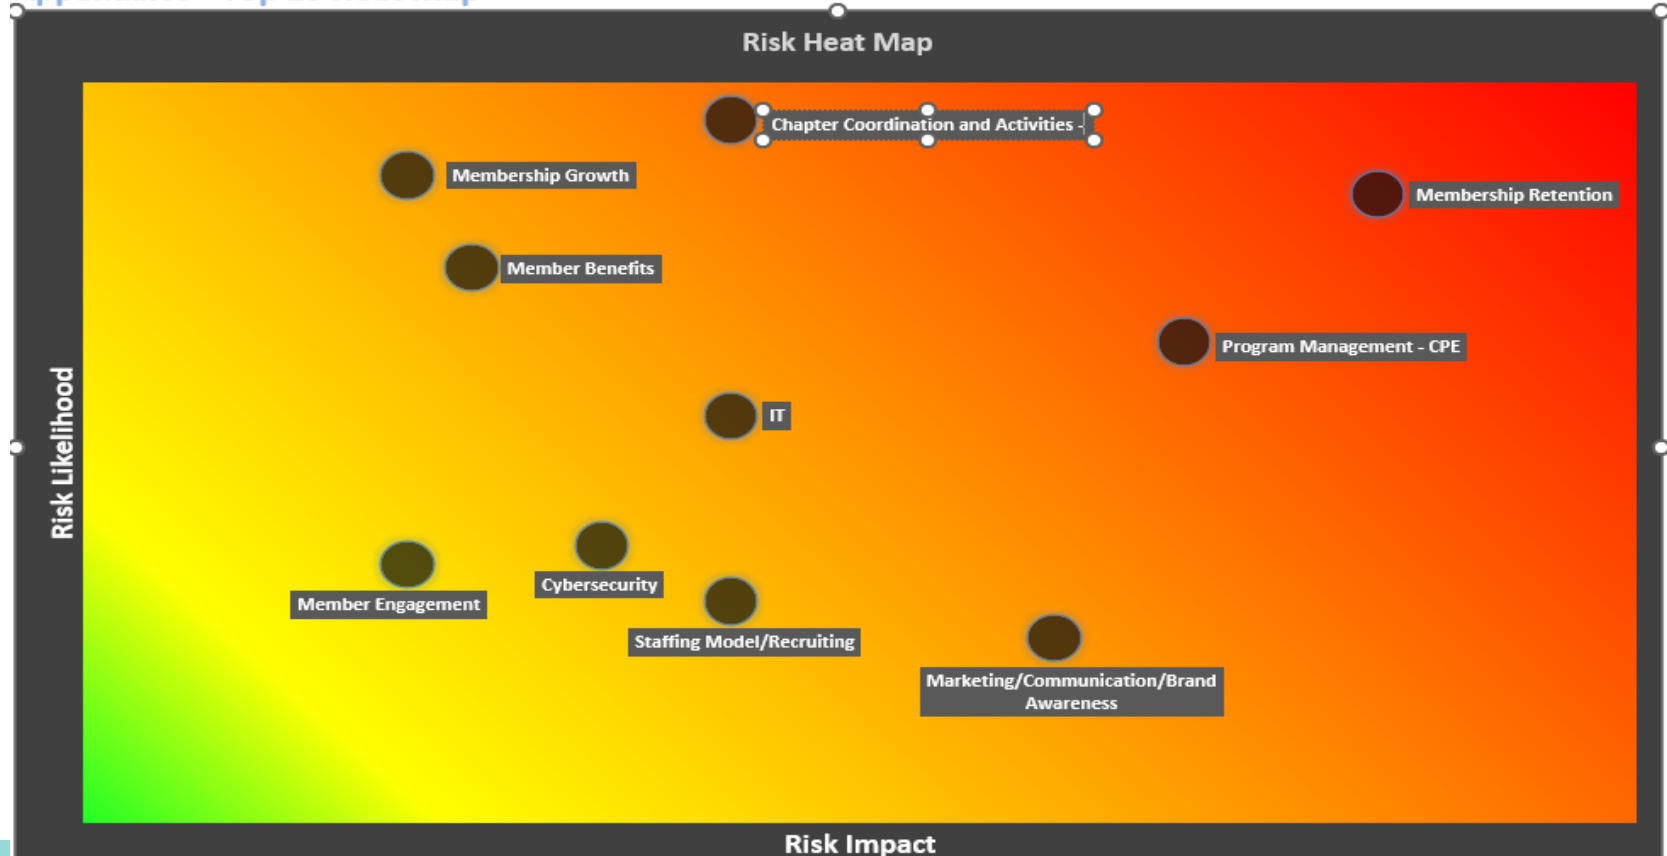 Risk Heat Map
Chapter Coordination and Activities -
Membership Growth
Membership Retention
Member Benefits
Program Management - CPE
IT
Risk Likelihood
Cybersecurity
Member Engagement
Staffing Model/Recruiting
Marketing/Communication/Brand
Awareness
Risk Impact